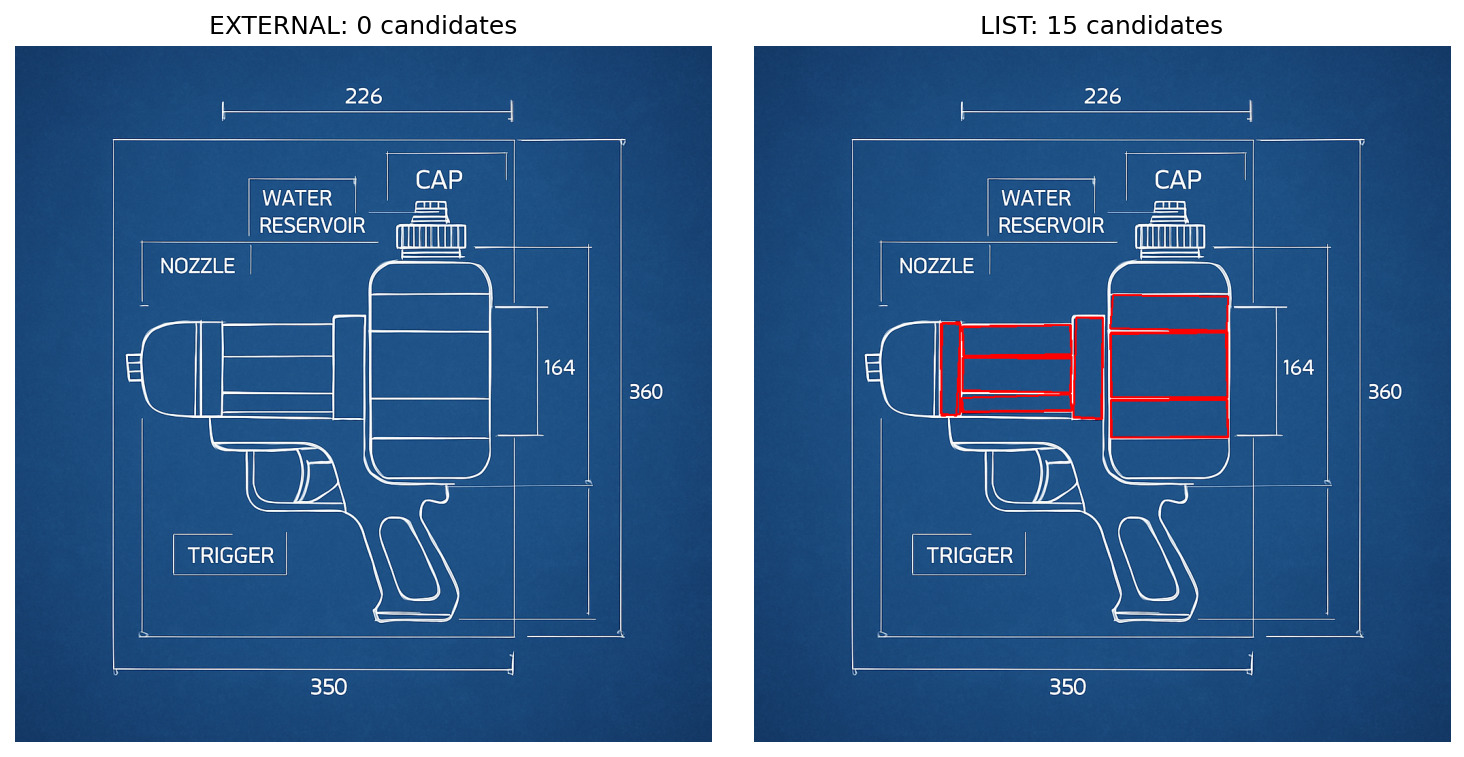 EXTERNAL: 0 candidates
226
CAP
WATER
RESERVOIR
NOZZLE
164
360
TRIGGER
350
LIST: 15 candidates
226
CAP
WATER
RESERVOIR
NOZZLE
164
360
TRIGGER
350